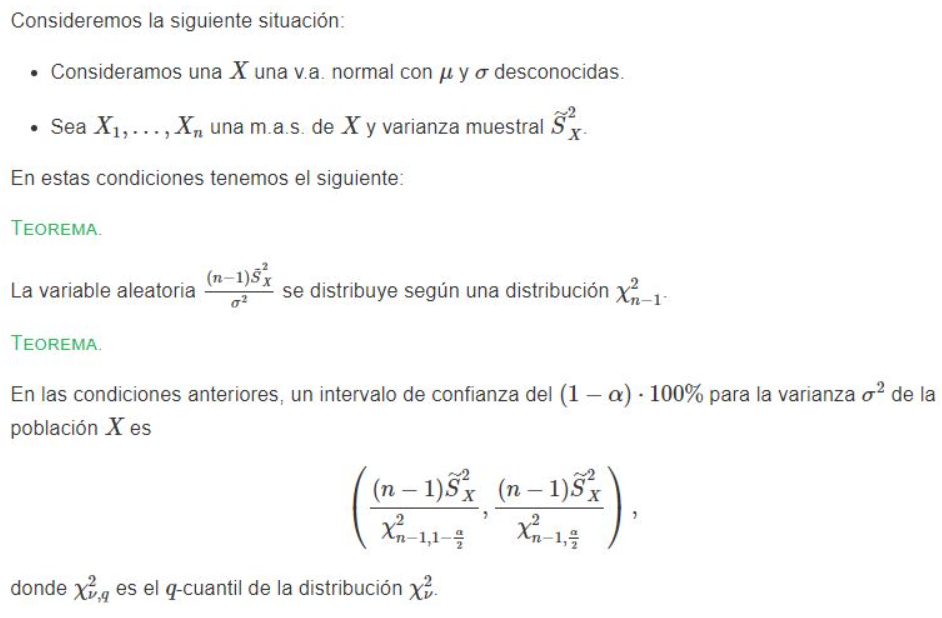 Consideremos la siguiente situación:
• Consideramos una $X$ una v.a. normal con $\mu$ y $\sigma$ desconocidas.
• Sea $X_1, \ldots, X_n$ una m.a.s. de $X$ y varianza muestral $\widetilde{S}_X^2$.
En estas condiciones tenemos el siguiente:
TEOREMA.
La variable aleatoria $\frac{(n-1)\tilde{S}_X^2}{\sigma^2}$ se distribuye según una distribución $\chi_{n-1}^2$.
TEOREMA.
En las condiciones anteriores, un intervalo de confianza del $(1-\alpha) \cdot 100\%$ para la varianza $\sigma^2$ de la
población $X$ es
$\left( \frac{(n-1)\widetilde{S}_X^2}{\chi_{n-1,1-\frac{\alpha}{2}}^2}, \frac{(n-1)\widetilde{S}_X^2}{\chi_{n-1,\frac{\alpha}{2}}^2} \right),$
donde $\chi_{\nu,q}^2$ es el $q$-cuantil de la distribución $\chi_\nu^2$.